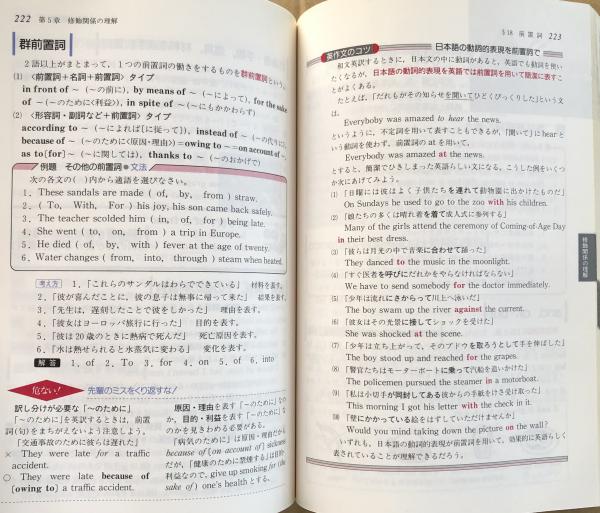 222 第5章 修飾関係の理解
群前置詞
2語以上がまとまって，1つの前置詞の働きをするものを群前置詞という。
(1) 〈前置詞＋名詞＋前置詞〉タイプ
in front of ～ (～の前に), by means of ～ (～によって), for the sake
of ～ (～のために〈利益〉), in spite of ～ (～にもかかわらず)
(2) 〈形容詞・副詞など＋前置詞〉タイプ
according to ～ (～によれば[に従って]), instead of ～ (～の代りに),
because of ～ (～のために〈原因・理由〉)=owing to ～=on account of ～,
as to[for] ～ (～に関しては), thanks to ～ (～のおかげで)
例題 その他の前置詞 文法
次の各文の( )内から適語を選びなさい。
1. These sandals are made ( of, by, from ) straw.
2. ( To, With, For ) his joy, his son came back safely.
3. The teacher scolded him ( in, of, for ) being late.
4. She went ( to, on, from ) a trip in Europe.
5. He died ( of, by, with ) fever at the age of twenty.
6. Water changes ( from, into, through ) steam when heated.
考え方 1.「これらのサンダルはわらでできている」 材料を表す。
2.「彼が喜んだことに，彼の息子は無事に帰って来た」 結果を表す。
3.「先生は，遅刻したことで彼をしかった」 理由を表す。
4.「彼女はヨーロッパ旅行に行った」 目的を表す。
5.「彼は20歳のときに熱病で死んだ」 死亡原因を表す。
6.「水は熱せられると水蒸気に変わる」 変化を表す。
解答 1. of 2. To 3. for 4. on 5. of 6. into
危ない! 先輩のミスをくり返すな!
訳し分けが必要な「～のために」
「～のために」を英訳するときは，前置
詞(句)をまちがえないよう注意しよう。
「交通事故のために彼らは遅れた」
× They were late for a traffic
accident.
○ They were late because of
[owing to] a traffic accident.
原因・理由を表す「～のために」なの
か，目的・利益を表す「～のために」な
のかを見きわめる必要がある。
「病気のために」は原因・理由だから
because of [on account of] sickness
だが，「健康のために禁煙する」は目的・
利益なので，give up smoking for (the
sake of) one's healthとする。
§18 前置詞 223
英作文のコツ 日本語の動詞的表現を前置詞で
和文英訳するときに，日本文の中に動詞があると，英語でも動詞を使い
たくなるが，日本語の動詞的表現を英語では前置詞を用いて簡潔に表すこ
とがよくある。
たとえば，「だれもがその知らせを聞いてひどくびっくりした」という文
は，
Everybody was amazed to hear the news.
というように，不定詞を用いて表すこともできるが，「聞いて」にhearと
いう動詞を使わず，前置詞のatを用いて，
Everybody was amazed at the news.
とすると，簡潔でひきしまった英語らしい文になる。こうした例をいくつ
か次にあげてみよう。
(1)「日曜には彼はよく子供たちを連れて動物園に出かけたものだ」
On Sundays he used to go to the zoo with his children.
(2)「娘たちの多くは晴れ着を着て成人式に参列する」
Many of the girls attend the ceremony of Coming-of-Age Day
in their best dress.
(3)「彼らは月光の中で音楽に合わせて踊った」
They danced to the music in the moonlight.
(4)「すぐ医者を呼びにだれかをやらなければならない」
We have to send somebody for the doctor immediately.
(5)「少年は流れにさからって川上へ泳いだ」
The boy swam up the river against the current.
(6)「彼女はその光景に接してショックを受けた」
She was shocked at the scene.
(7)「少年は立ち上がって，そのブドウを取ろうとして手を伸ばした」
The boy stood up and reached for the grapes.
(8)「警官たちはモーターボートに乗って汽船を追いかけた」
The policemen pursued the steamer in a motorboat.
(9)「私は小切手が同封してある彼からの手紙をけさ受け取った」
This morning I got his letter with the check in it.
(10)「壁にかかっている絵をはずしていただけませんか」
Would you mind taking down the picture on the wall?
いずれも，日本語の動詞的表現が前置詞を用いて，効果的に英語らしく
表されていることが理解できるだろう。
修飾関係の理解